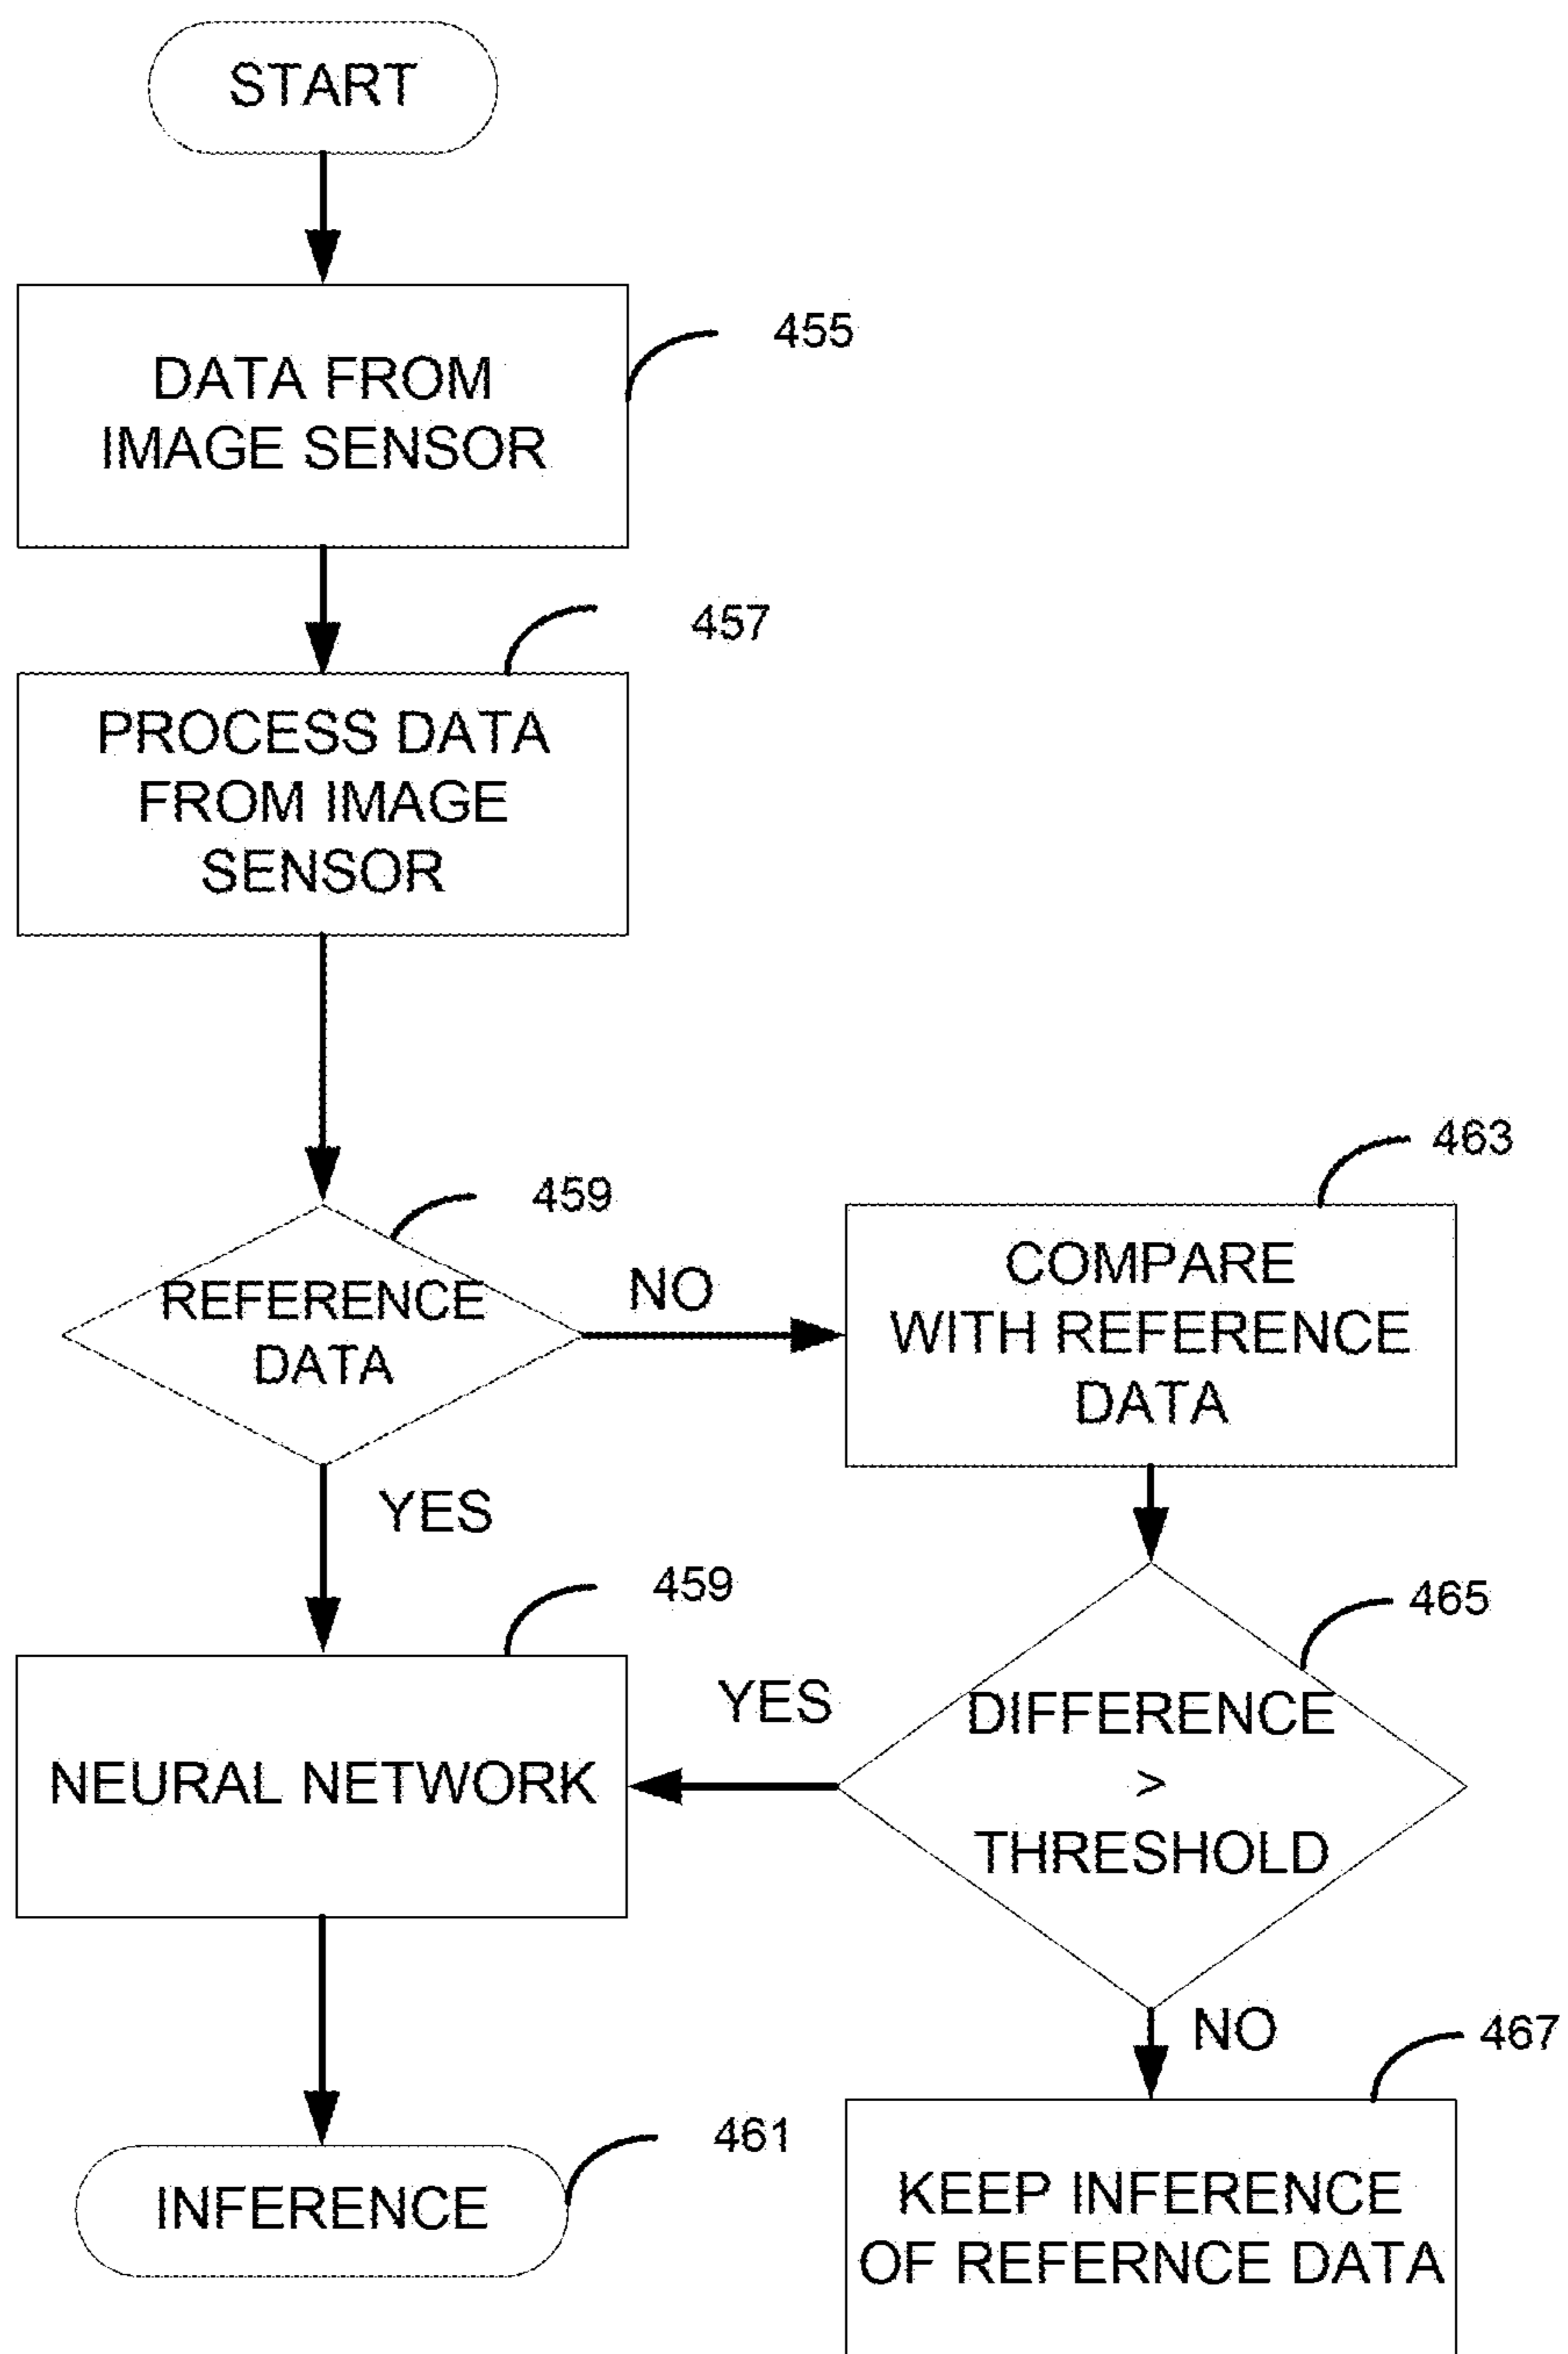 START
DATA FROM
IMAGE SENSOR
455
457
PROCESS DATA
FROM IMAGE
SENSOR
459
REFERENCE
DATA
NO
463
COMPARE
WITH REFERENCE
DATA
YES
459
NEURAL NETWORK
YES
465
DIFFERENCE
>
THRESHOLD
NO
461
INFERENCE
467
KEEP INFERENCE
OF REFERNCE DATA